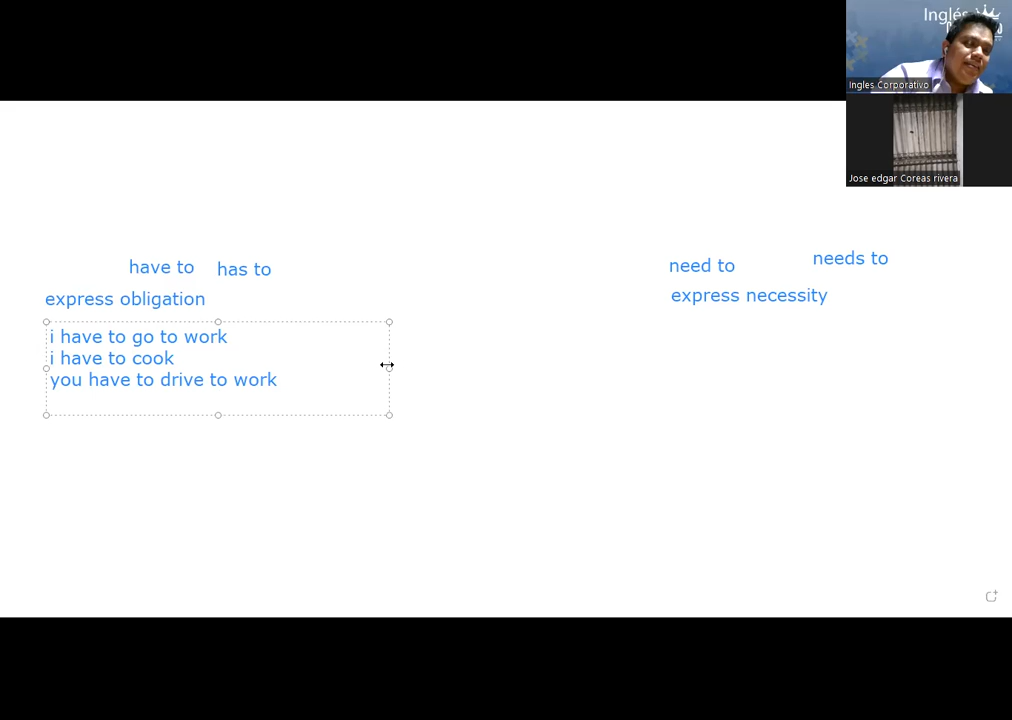 Inglés
Ingles Corporativo
Jose edgar Coreas rivera
have to
has to
express obligation
i have to go to work
i have to cook
you have to drive to work
need to
needs to
express necessity